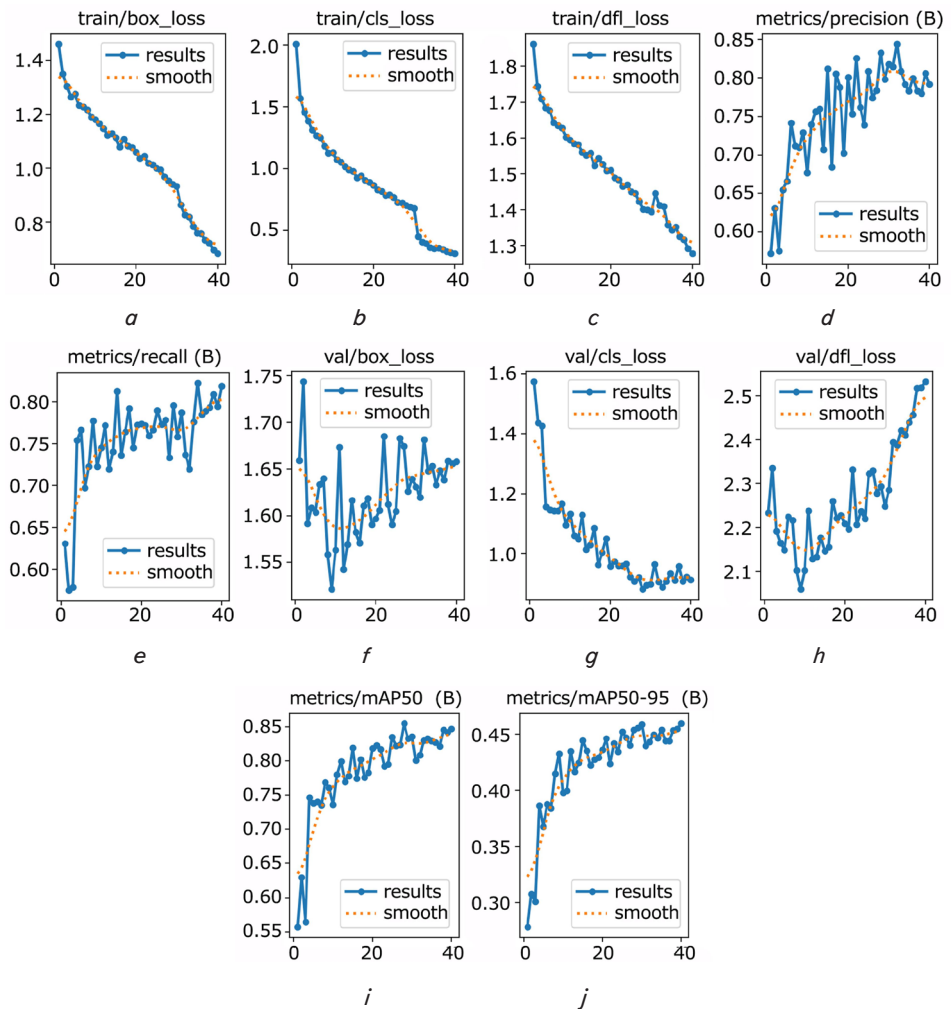 train/box_loss
train/cls_loss
train/dfl_loss
metrics/precision (B)
1.4
1.2
1.0
0.8
0
20
40
results
smooth
2.0
1.5
1.0
0.5
0
20
40
results
smooth
1.8
1.7
1.6
1.5
1.4
1.3
0
20
40
results
smooth
0.85
0.80
0.75
0.70
0.65
0.60
0
20
40
results
smooth
a
b
c
d
metrics/recall (B)
val/box_loss
val/cls_loss
val/dfl_loss
0.80
0.75
0.70
0.65
0.60
0
20
40
results
smooth
1.75
1.70
1.65
1.60
1.55
0
20
40
results
smooth
1.6
1.4
1.2
1.0
0
20
40
results
smooth
2.5
2.4
2.3
2.2
2.1
0
20
40
results
smooth
e
f
g
h
metrics/mAP50 (B)
metrics/mAP50-95 (B)
0.85
0.80
0.75
0.70
0.65
0.60
0.55
0
20
40
results
smooth
0.45
0.40
0.35
0.30
0
20
40
results
smooth
i
j